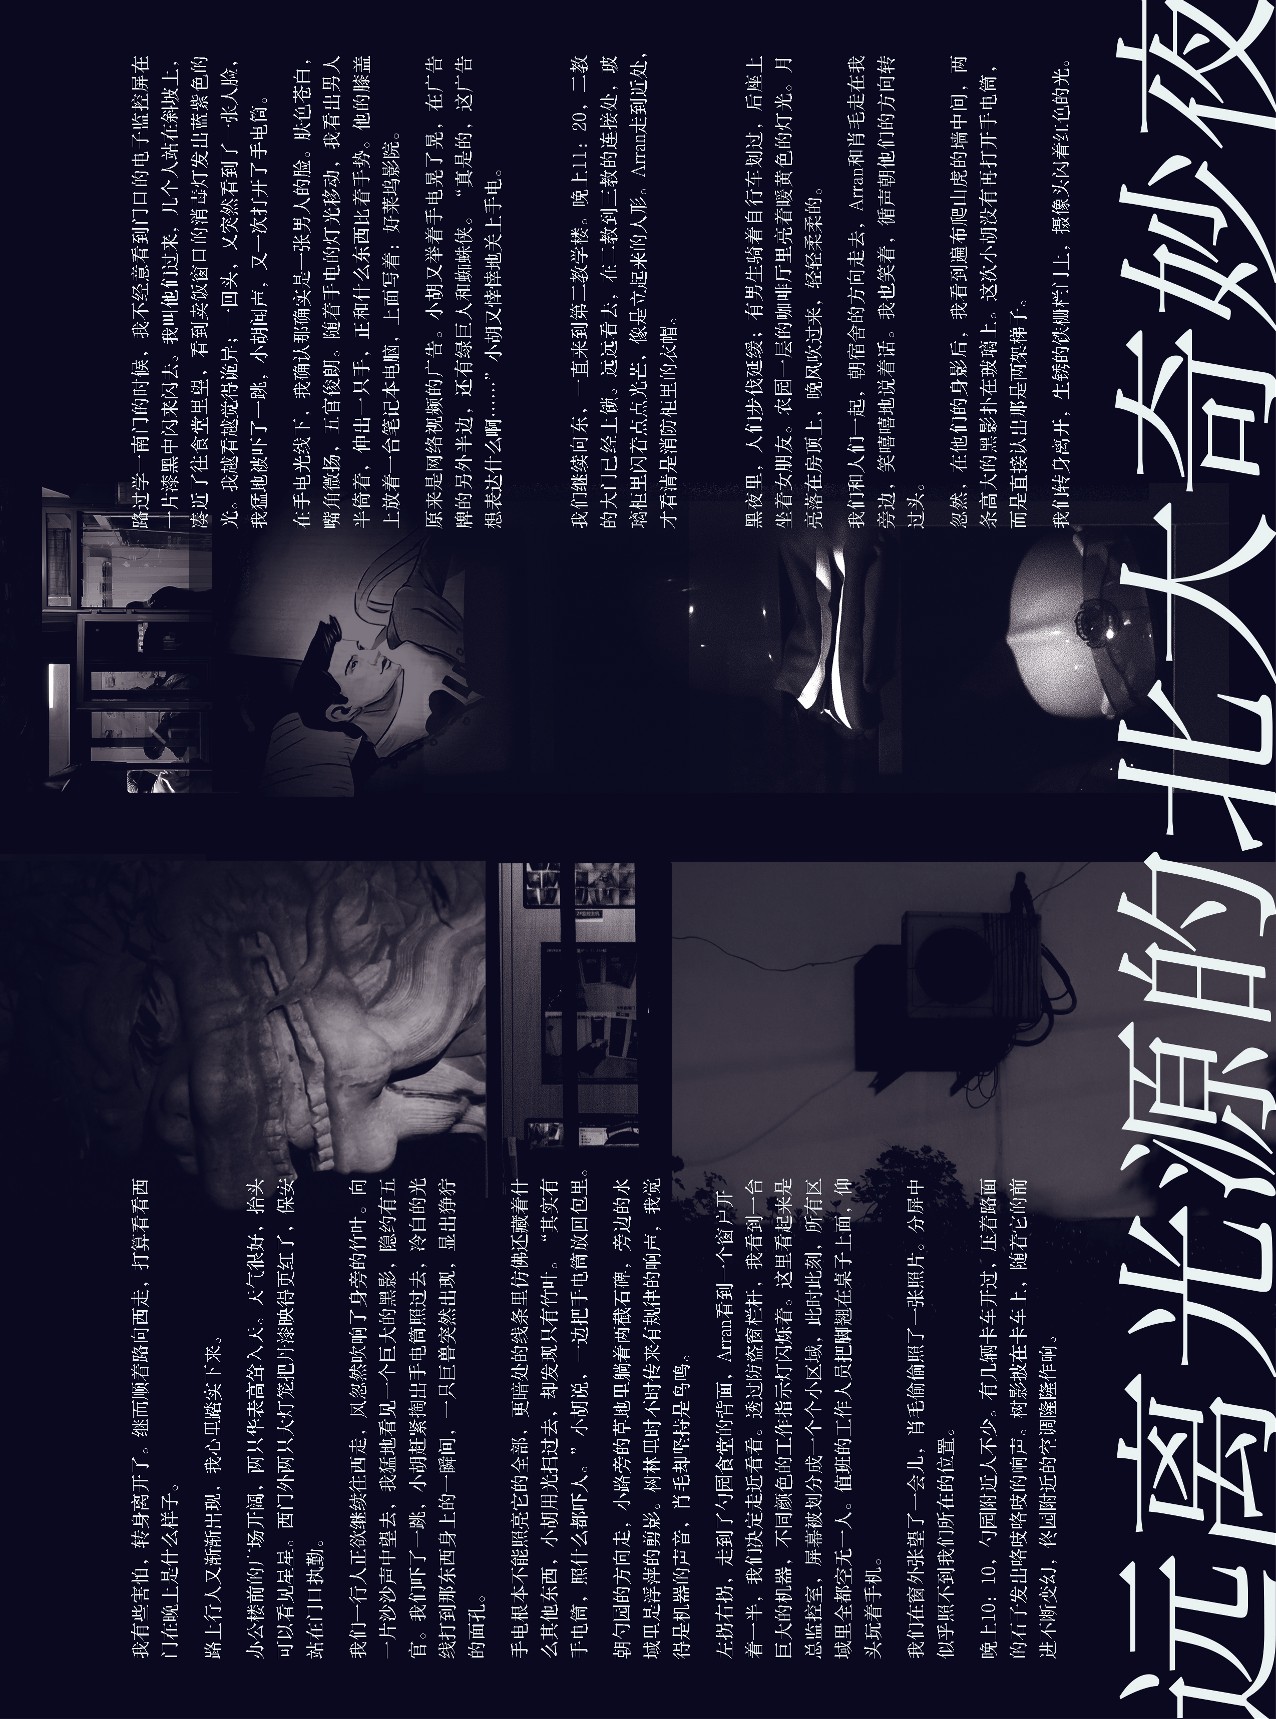 我有些害怕，转身离开了。继而顺着路向西走，打算看看西
门在晚上是什么样子。
路上行人又渐渐出现，我心里踏实下来。
办公楼前的广场开阔，两只华表高耸入天。天气很好，抬头
可以看见星星。西门外两只大灯笼把丹漆映得更红了，保安
站在门口执勤。
我们一行人正欲继续往西走，风忽然吹响了身旁的竹叶。向
一片沙沙声中望去，我猛地看见一个巨大的黑影，隐约有五
官。我们吓了一跳，小胡赶紧掏出手电筒照过去，冷白的光
线打到那东西身上的一瞬间，一只巨兽突然出现，显出狰狞
的面孔。
手电根本不能照亮它的全部，更暗处的线条里仿佛还藏着什
么其他东西，小胡用光扫过去，却发现只有竹叶。“其实有
手电筒，照什么都吓人。”小胡说，一边把手电筒放回包里。
朝勺园的方向走，小路旁的草地里躺着两截石碑，旁边的水
域里是浮萍的剪影。树林里时不时传来有规律的响声，我觉
得是机器的声音，肖毛却坚持是鸟鸣。
左拐右拐，走到了勺园食堂的背面，Arran看到一个窗户开
着一半，我们决定走近看看。透过防盗窗栏杆，我看到一台
巨大的机器，不同颜色的工作指示灯闪烁着。这里看起来是
总监控室，屏幕被划分成一个个小区域，此时此刻，所有区
域里全都空无一人。值班的工作人员把脚翘在桌子上面，仰
头玩着手机。
我们在窗外张望了一会儿，肖毛偷偷照了一张照片。分屏中
似乎照不到我们所在的位置。
晚上10：10，勺园附近人不少。有几辆卡车开过，压着路面
的石子发出咯吱咯吱的响声。树影披在卡车上，随着它的前
进不断变幻，佟园附近的空调隆隆作响。
路过学一南门的时候，我不经意看到门口的电子监控屏在
一片漆黑中闪来闪去。我叫他们过来，几个人站在斜坡上，
凑近了往食堂里望，看到卖饭窗口的消毒灯发出蓝紫色的
光。我越看越觉得诡异；一回头，又突然看到了一张人脸，
我猛地被吓了一跳，小胡闻声，又一次打开了手电筒。
在手电光线下，我确认那确实是一张男人的脸。肤色苍白，
嘴角微扬，五官俊朗。随着手电的灯光移动，我看出男人
半倚着，伸出一只手，正和什么东西比着手势。他的膝盖
上放着一台笔记本电脑，上面写着：好莱坞影院。
原来是网络视频的广告。小胡又举着手电晃了晃，在广告
牌的另外半边，还有绿巨人和蜘蛛侠。“真是的，这广告
想表达什么啊……”小胡又悻悻地关上手电。
我们继续向东，一直来到第二教学楼。晚上11：20，二教
的大门已经上锁。远远看去，在二教到三教的连接处，玻
璃柜里闪着点点光芒，像是立起来的人形。Arran走到近处，
才看清是消防柜里的衣帽。
黑夜里，人们步伐延缓；有男生骑着自行车划过，后座上
坐着女朋友。农园一层的咖啡厅里亮着暖黄色的灯光。月
亮落在房顶上，晚风吹过来，轻轻柔柔的。
我们和人们一起，朝宿舍的方向走去，Arran和肖毛走在我
旁边，笑嘻嘻地说着话。我也笑着，循声朝他们的方向转
过头。
忽然，在他们的身影后，我看到遍布爬山虎的墙中间，两
条高大的黑影扑在玻璃上。这次小胡没有再打开手电筒，
而是直接认出那是两架梯子。
我们转身离开，生锈的铁栅栏门上，摄像头闪着红色的光。
远离光源的北大奇妙夜